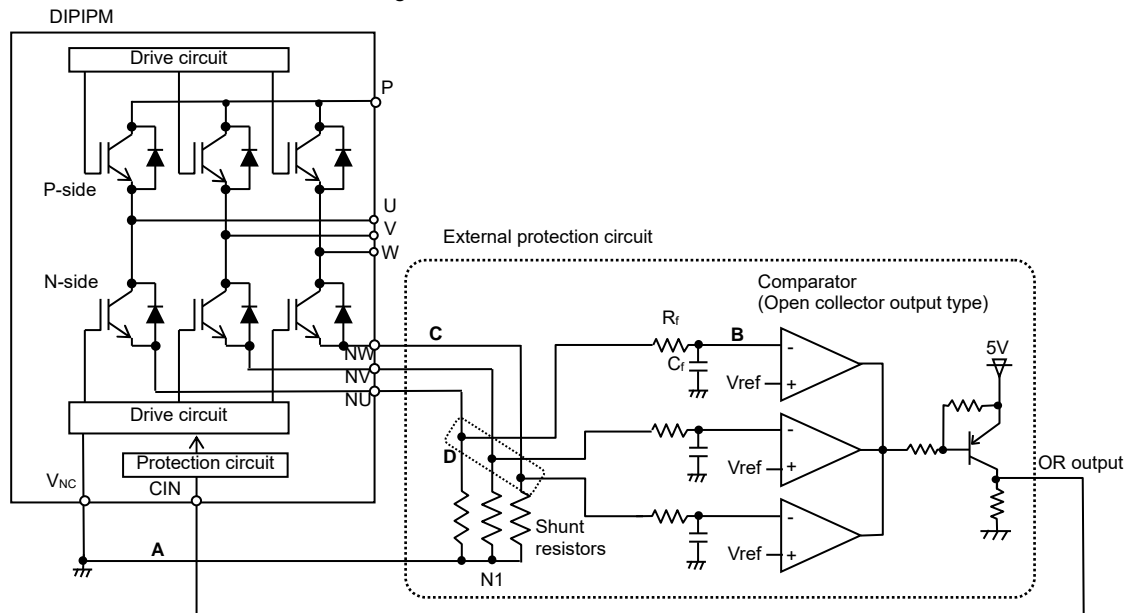 DIPIPM
Drive circuit
P
P-side
U
V
W
External protection circuit
N-side
Comparator
(Open collector output type)
Rf
C
B
5V
-
NW
Cf
Vref
+
NV
NU
Drive circuit
-
D
Vref
+
Protection circuit
OR output
VNC
CIN
-
Shunt
resistors
A
Vref
+
N1